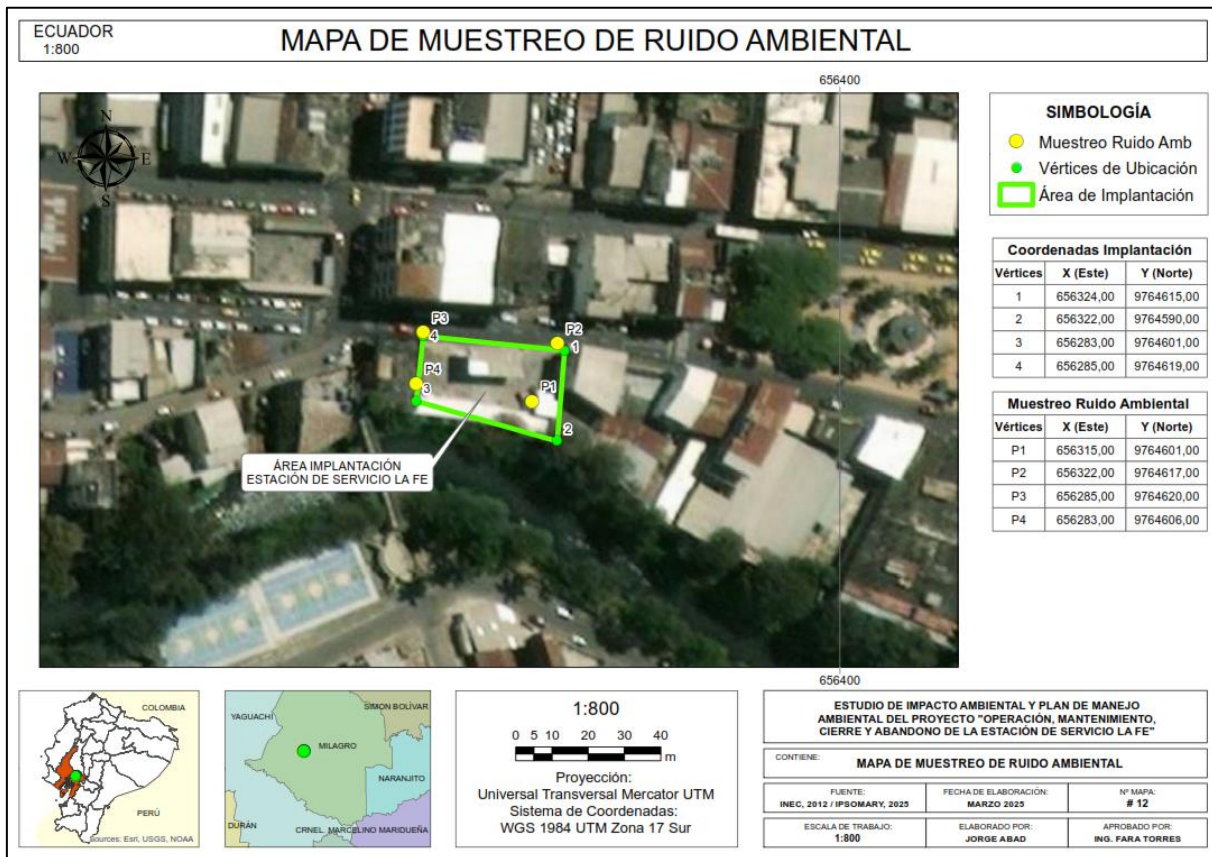 ECUADOR
1:800
MAPA DE MUESTREO DE RUIDO AMBIENTAL
656400
N
W
E
S
P3
4
P2
1
P4
3
P1
2
ÁREA IMPLANTACIÓN
ESTACIÓN DE SERVICIO LA FE
656400
SIMBOLOGÍA
Muestreo Ruido Amb
Vértices de Ubicación
Área de Implantación
Coordenadas Implantación
Vértices X (Este) Y (Norte)
1 656324,00 9764615,00
2 656322,00 9764590,00
3 656283,00 9764601,00
4 656285,00 9764619,00
Muestreo Ruido Ambiental
Vértices X (Este) Y (Norte)
P1 656315,00 9764601,00
P2 656322,00 9764617,00
P3 656285,00 9764620,00
P4 656283,00 9764606,00
COLOMBIA
PERÚ
Sources: Esri, USGS, NOAA
SIMON BOLÍVAR
YAGUACHI
MILAGRO
NARANJITO
DURÁN
CRNEL. MARCELINO MARIDUEÑA
1:800
0 5 10 20 30 40
m
Proyección:
Universal Transversal Mercator UTM
Sistema de Coordenadas:
WGS 1984 UTM Zona 17 Sur
ESTUDIO DE IMPACTO AMBIENTAL Y PLAN DE MANEJO
AMBIENTAL DEL PROYECTO "OPERACIÓN, MANTENIMIENTO,
CIERRE Y ABANDONO DE LA ESTACIÓN DE SERVICIO LA FE"
CONTIENE: MAPA DE MUESTREO DE RUIDO AMBIENTAL
FUENTE:
INEC, 2012 / IPSOMARY, 2025
FECHA DE ELABORACIÓN:
MARZO 2025
Nº MAPA:
# 12
ESCALA DE TRABAJO:
1:800
ELABORADO POR:
JORGE ABAD
APROBADO POR:
ING. FARA TORRES